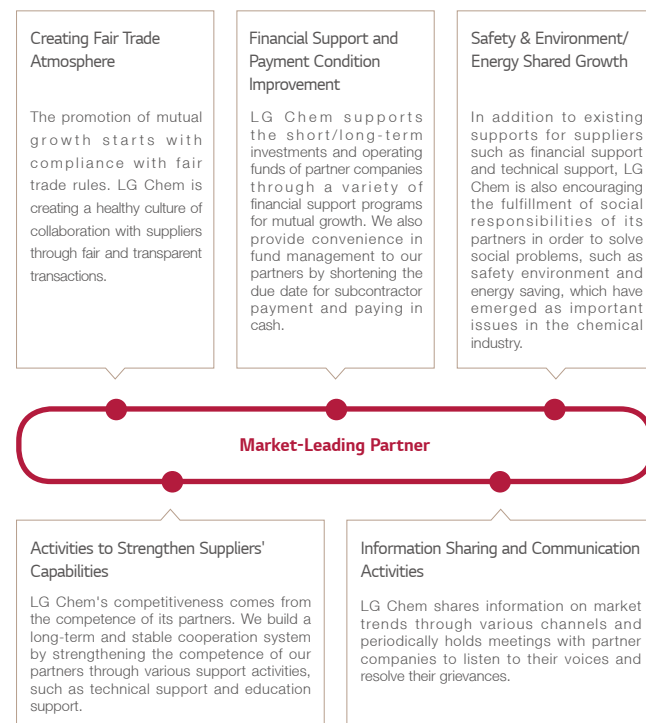 Creating Fair Trade
Atmosphere
The promotion of mutual
growth starts with
compliance with fair
trade rules. LG Chem is
creating a healthy culture of
collaboration with suppliers
through fair and transparent
transactions.
Financial Support and
Payment Condition
Improvement
LG Chem supports
the short/long-term
investments and operating
funds of partner companies
through a variety of
financial support programs
for mutual growth. We also
provide convenience in
fund management to our
partners by shortening the
due date for subcontractor
payment and paying in
cash.
Safety & Environment/
Energy Shared Growth
In addition to existing
supports for suppliers
such as financial support
and technical support, LG
Chem is also encouraging
the fulfillment of social
responsibilities of its
partners in order to solve
social problems, such as
safety environment and
energy saving, which have
emerged as important
issues in the chemical
industry.
Market-Leading Partner
Activities to Strengthen Suppliers'
Capabilities
LG Chem's competitiveness comes from
the competence of its partners. We build a
long-term and stable cooperation system
by strengthening the competence of our
partners through various support activities,
such as technical support and education
support.
Information Sharing and Communication
Activities
LG Chem shares information on market
trends through various channels and
periodically holds meetings with partner
companies to listen to their voices and
resolve their grievances.